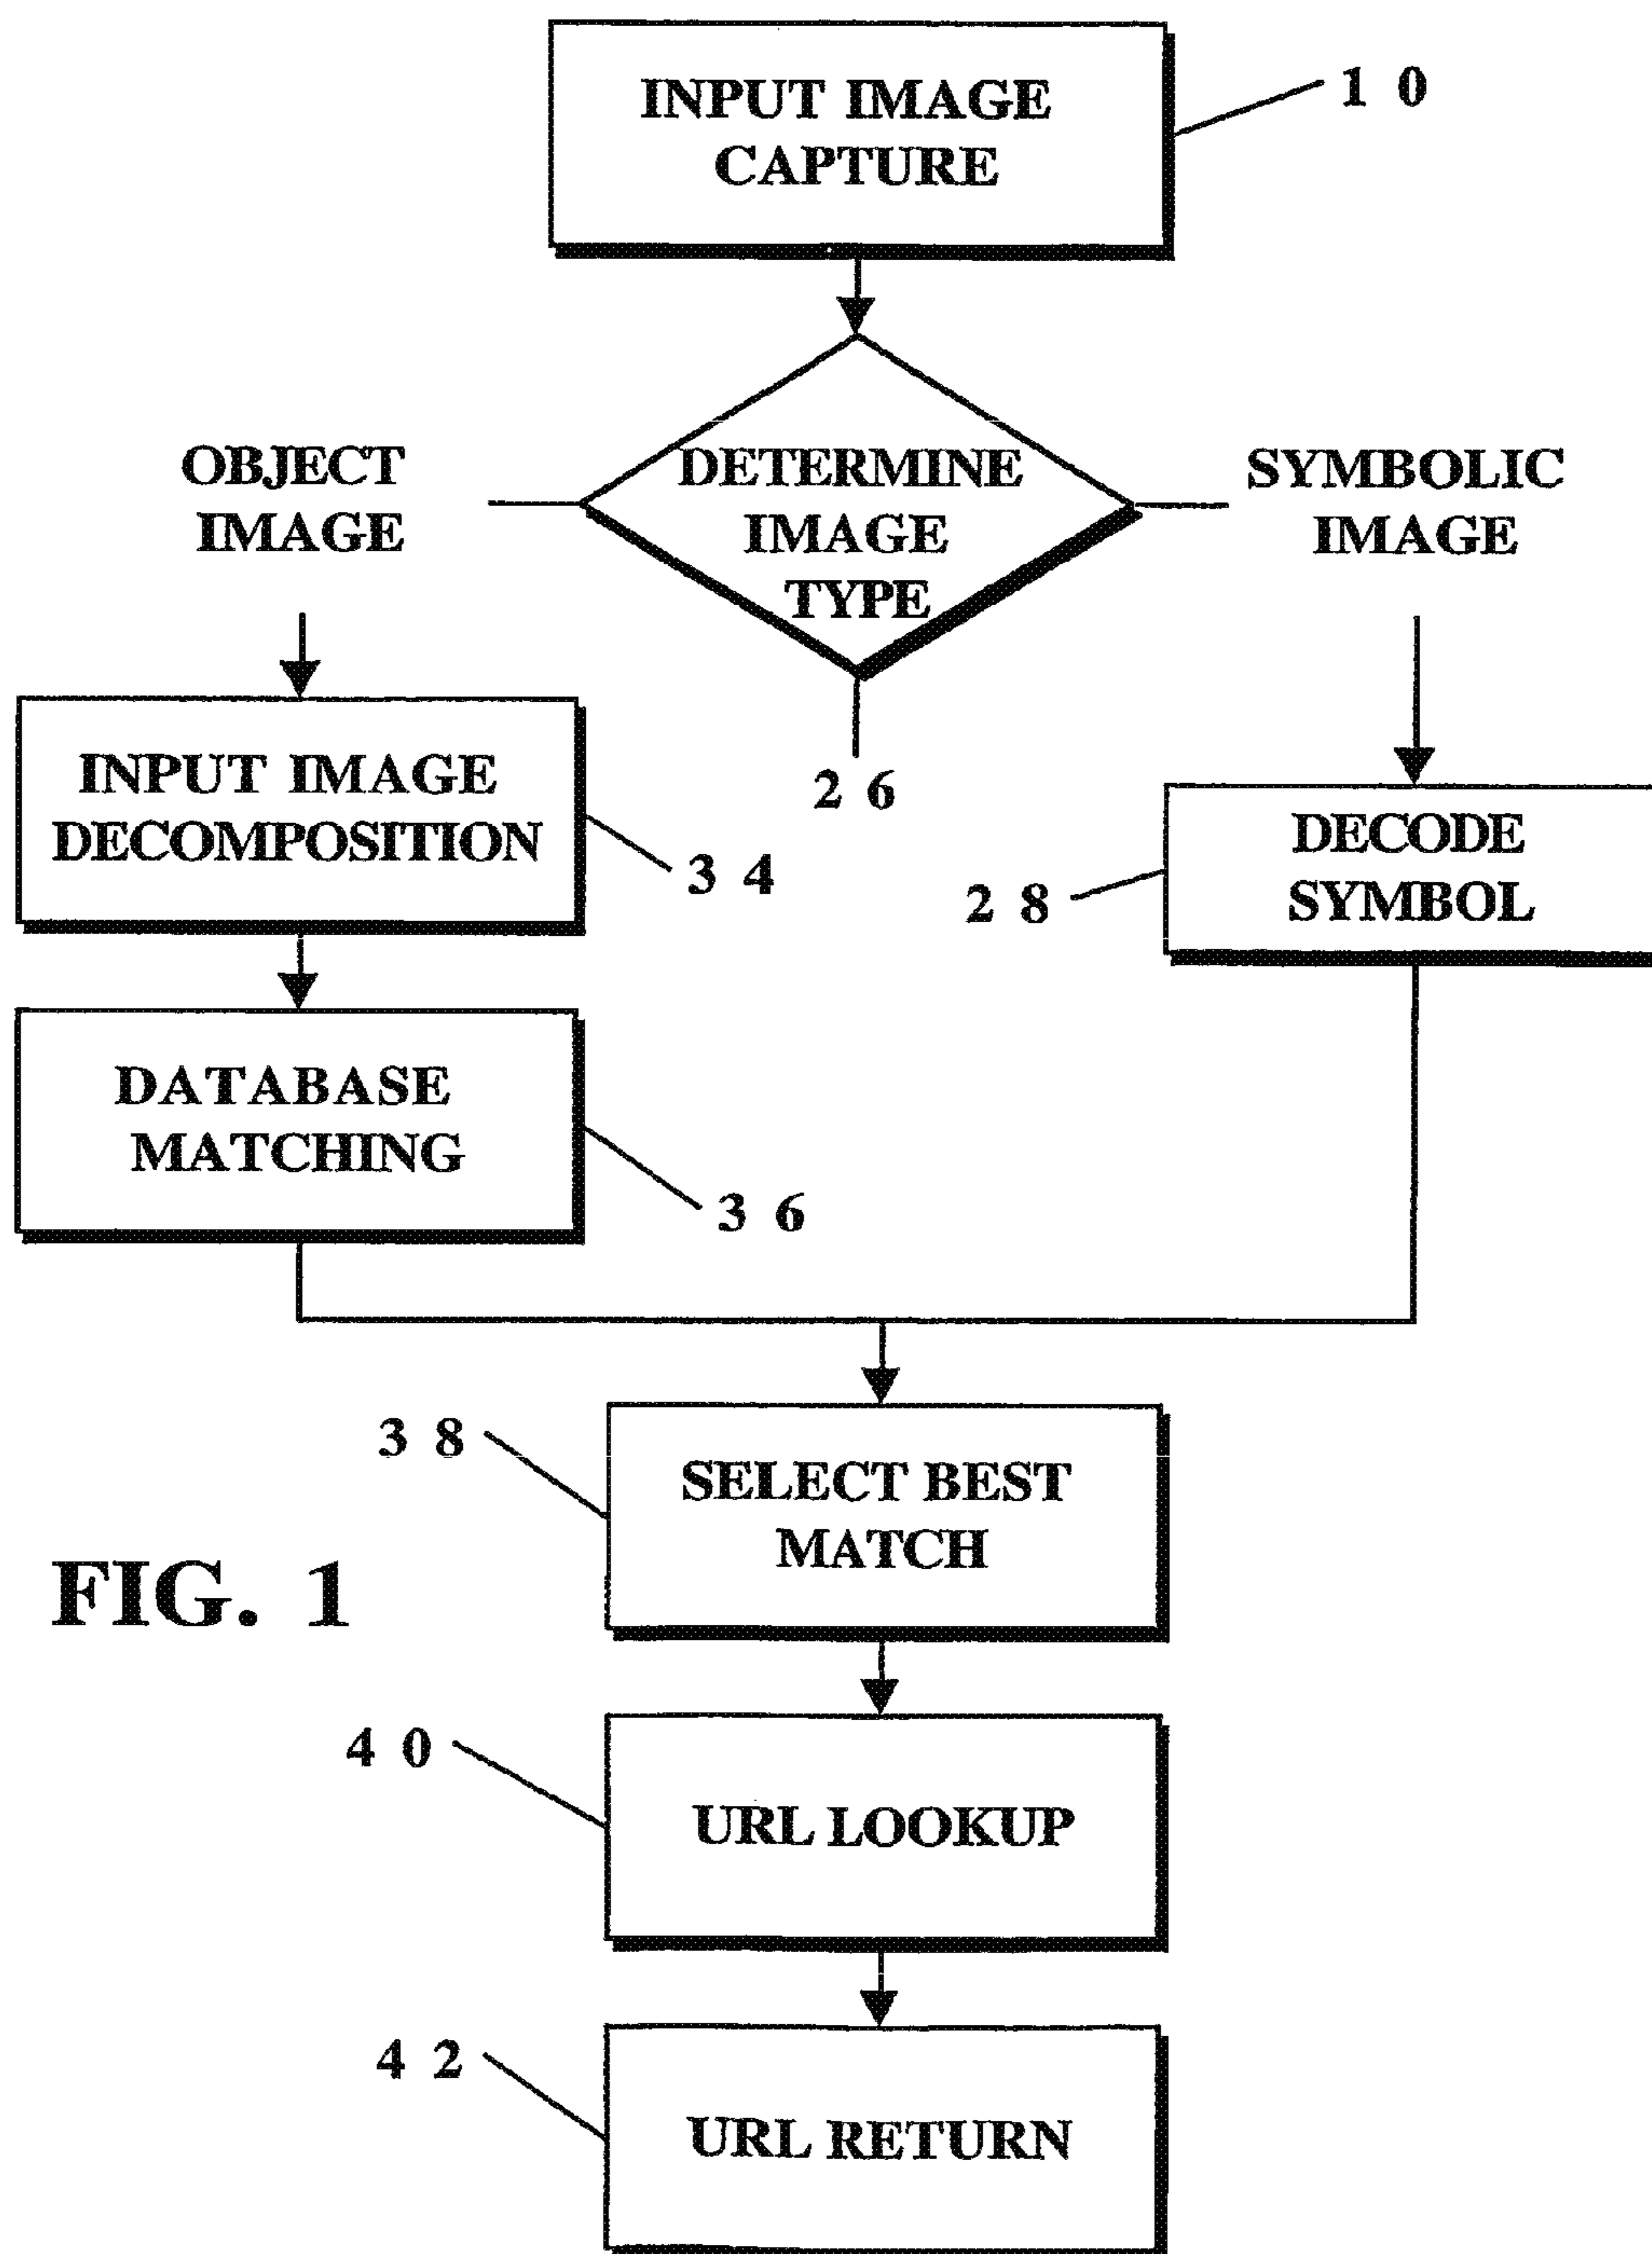 INPUT IMAGE
CAPTURE
1 0
OBJECT
IMAGE
DETERMINE
IMAGE
TYPE
SYMBOLIC
IMAGE
2 6
INPUT IMAGE
DECOMPOSITION
3 4
2 8
DECODE
SYMBOL
DATABASE
MATCHING
3 6
3 8
SELECT BEST
MATCH
FIG. 1
4 0
URL LOOKUP
4 2
URL RETURN